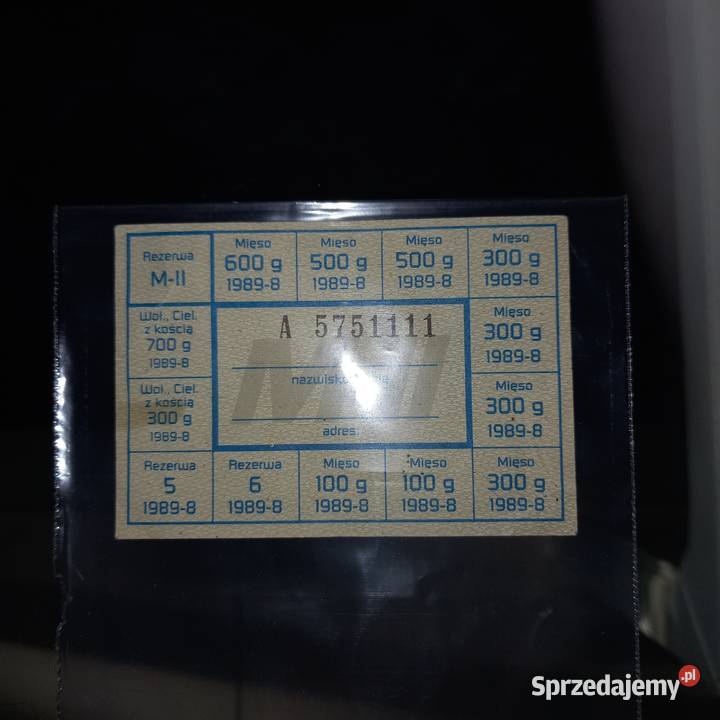 Rezerwa
M-II
Mięso
600 g
1989-8
Mięso
500 g
1989-8
Mięso
500 g
1989-8
Mięso
300 g
1989-8
Woł., Ciel.
z kością
700 g
1989-8
A 5751111
nazwisko
adres:
Mięso
300 g
1989-8
Woł., Ciel.
z kością
300 g
1989-8
Mięso
300 g
1989-8
Rezerwa
5
1989-8
Rezerwa
6
1989-8
Mięso
100 g
1989-8
Mięso
100 g
1989-8
Mięso
300 g
1989-8
Sprzedajemy.pl